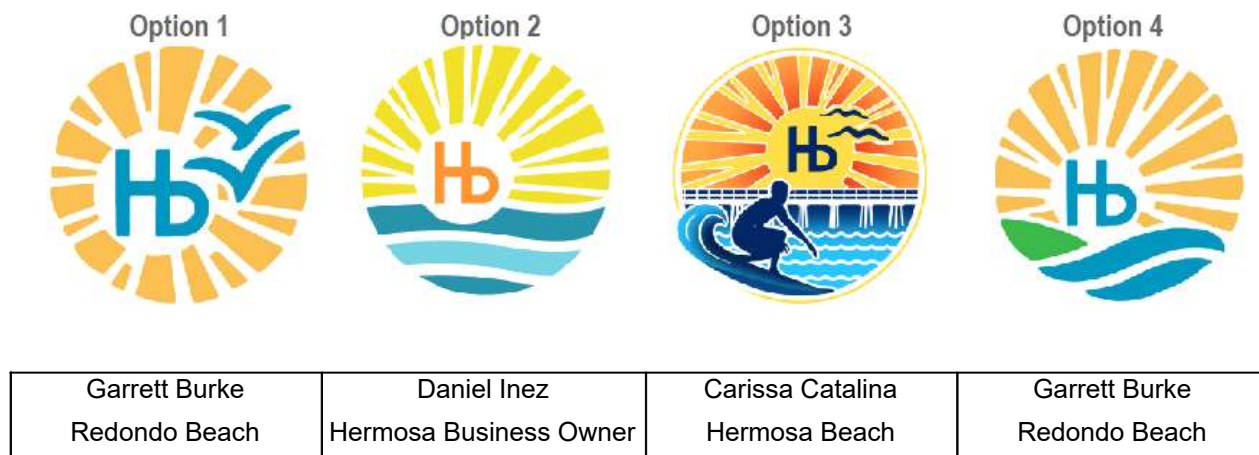 Option 1 Option 2 Option 3 Option 4
Hb Hb Hb Hb
Garrett Burke Daniel Inez Carissa Catalina Garrett Burke
Redondo Beach Hermosa Business Owner Hermosa Beach Redondo Beach